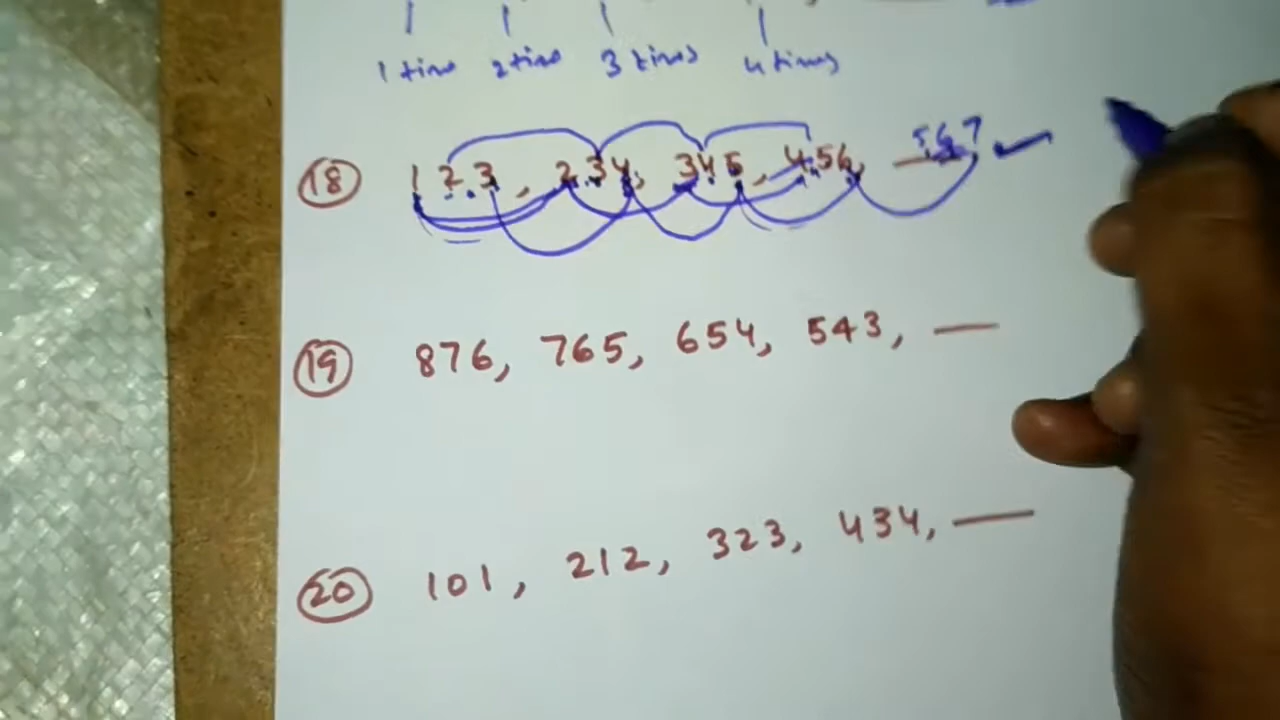 1 time 2 time 3 times 4 times
18 123, 234, 345, 456, 567
19 876, 765, 654, 543, —
20 101, 212, 323, 434, —